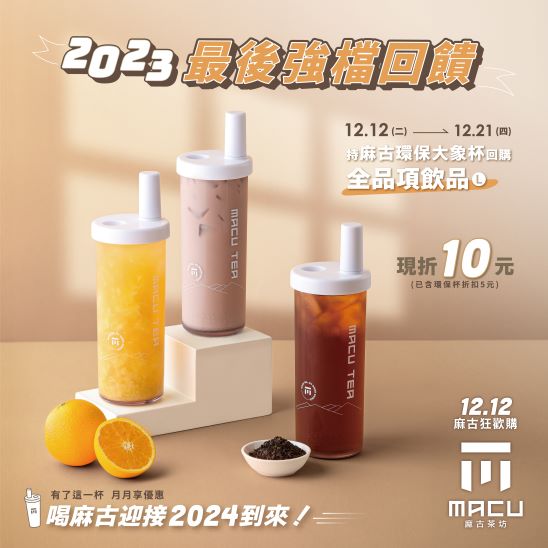 2023 最後強檔回饋
12.12 (二) 12.21 (四)
持麻古環保大象杯回購
全品項飲品 L
現折 10 元
(已含環保杯折扣5元)
MACU TEA
MACU TEA
MACU TEA
12.12
麻古狂歡購
MACU
麻古茶坊
有了這一杯 月月享優惠
喝麻古迎接2024到來！